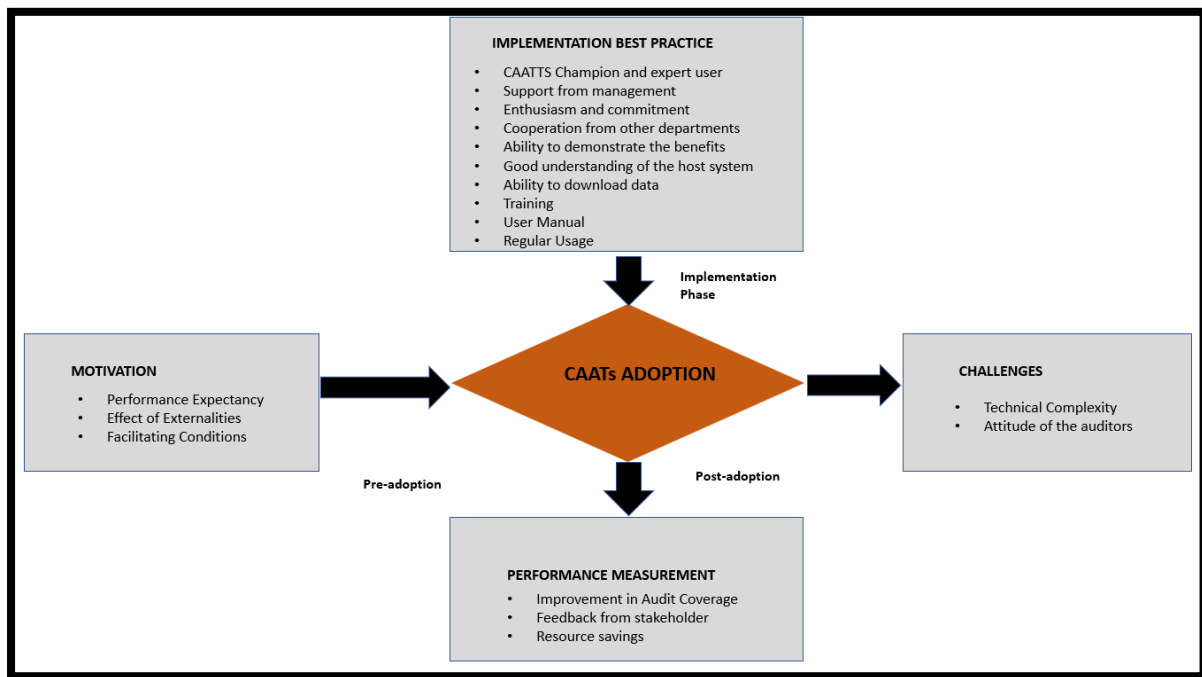 IMPLEMENTATION BEST PRACTICE
• CAATTS Champion and expert user
• Support from management
• Enthusiasm and commitment
• Cooperation from other departments
• Ability to demonstrate the benefits
• Good understanding of the host system
• Ability to download data
• Training
• User Manual
• Regular Usage
Implementation
Phase
MOTIVATION
• Performance Expectancy
• Effect of Externalities
• Facilitating Conditions
CAATs ADOPTION
CHALLENGES
• Technical Complexity
• Attitude of the auditors
Pre-adoption
Post-adoption
PERFORMANCE MEASUREMENT
• Improvement in Audit Coverage
• Feedback from stakeholder
• Resource savings